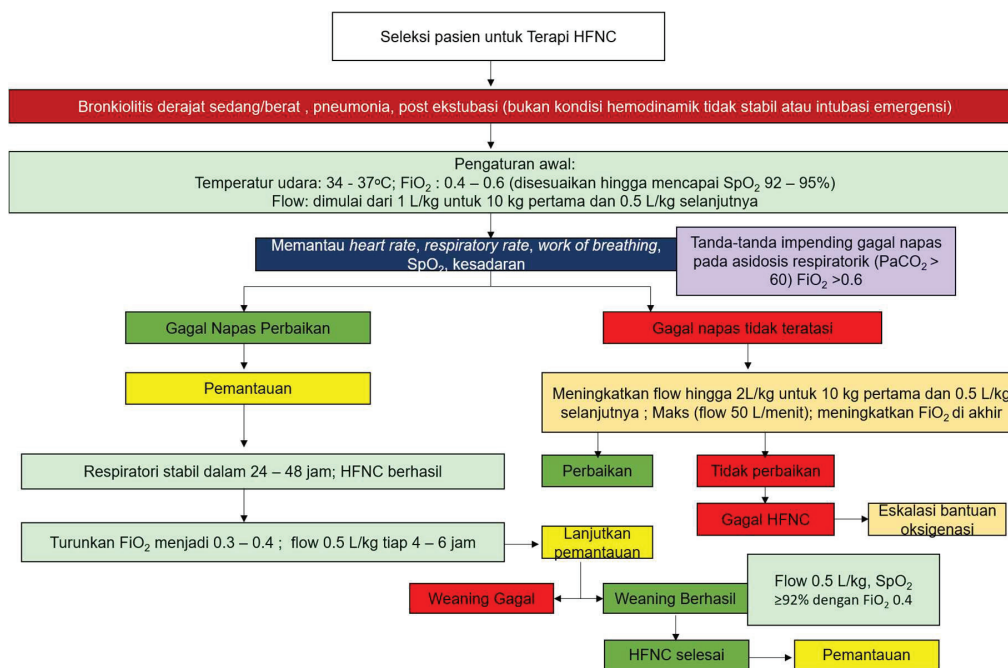 Seleksi pasien untuk Terapi HFNC
Bronkiolitis derajat sedang/berat , pneumonia, post ekstubasi (bukan kondisi hemodinamik tidak stabil atau intubasi emergensi)
Pengaturan awal:
Temperatur udara: 34 - 37ºC; FiO₂ : 0.4 – 0.6 (disesuaikan hingga mencapai SpO₂ 92 – 95%)
Flow: dimulai dari 1 L/kg untuk 10 kg pertama dan 0.5 L/kg selanjutnya
Memantau heart rate, respiratory rate, work of breathing,
SpO₂, kesadaran
Tanda-tanda impending gagal napas
pada asidosis respiratorik (PaCO₂ >
60) FiO₂ >0.6
Gagal Napas Perbaikan
Gagal napas tidak teratasi
Pemantauan
Meningkatkan flow hingga 2L/kg untuk 10 kg pertama dan 0.5 L/kg
selanjutnya ; Maks (flow 50 L/menit); meningkatkan FiO₂ di akhir
Respiratori stabil dalam 24 – 48 jam; HFNC berhasil
Perbaikan
Tidak perbaikan
Gagal HFNC
Eskalasi bantuan
oksigenasi
Turunkan FiO₂ menjadi 0.3 – 0.4 ; flow 0.5 L/kg tiap 4 – 6 jam
Lanjutkan
pemantauan
Weaning Gagal
Weaning Berhasil
Flow 0.5 L/kg, SpO₂
≥92% dengan FiO₂ 0.4
HFNC selesai
Pemantauan